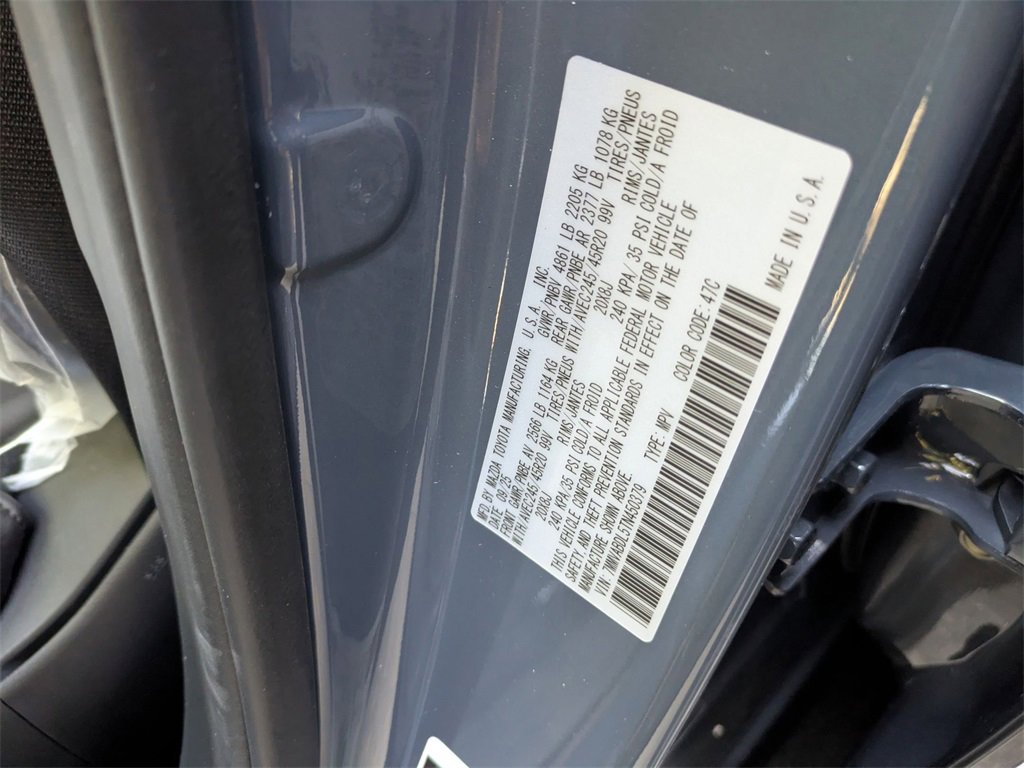 MFD BY MAZDA TOYOTA MANUFACTURING, U.S.A., INC.
DATE 09/25 GWR/PNBV 4861 LB 2205 KG
FRONT GAWR/PNBE AV 2566 LB 1164 KG REAR GAWR/PNBE AR 2377 LB 1078 KG
WITH/AVEC245/45R20 99V TIRES/PNEUS WITH/AVEC245/45R20 99V TIRES/PNEUS
20X8J RIMS/JANTES 20X8J RIMS/JANTES
240 KPA/35 PSI COLD/A FROID 240 KPA/ 35 PSI COLD/A FROID
THIS VEHICLE CONFORMS TO ALL APPLICABLE FEDERAL MOTOR VEHICLE
SAFETY, AND THEFT PREVENTION STANDARDS IN EFFECT ON THE DATE OF
MANUFACTURE SHOWN ABOVE.
VIN: TYPE: MPV COLOR CODE: 47C
MADE IN U.S.A.